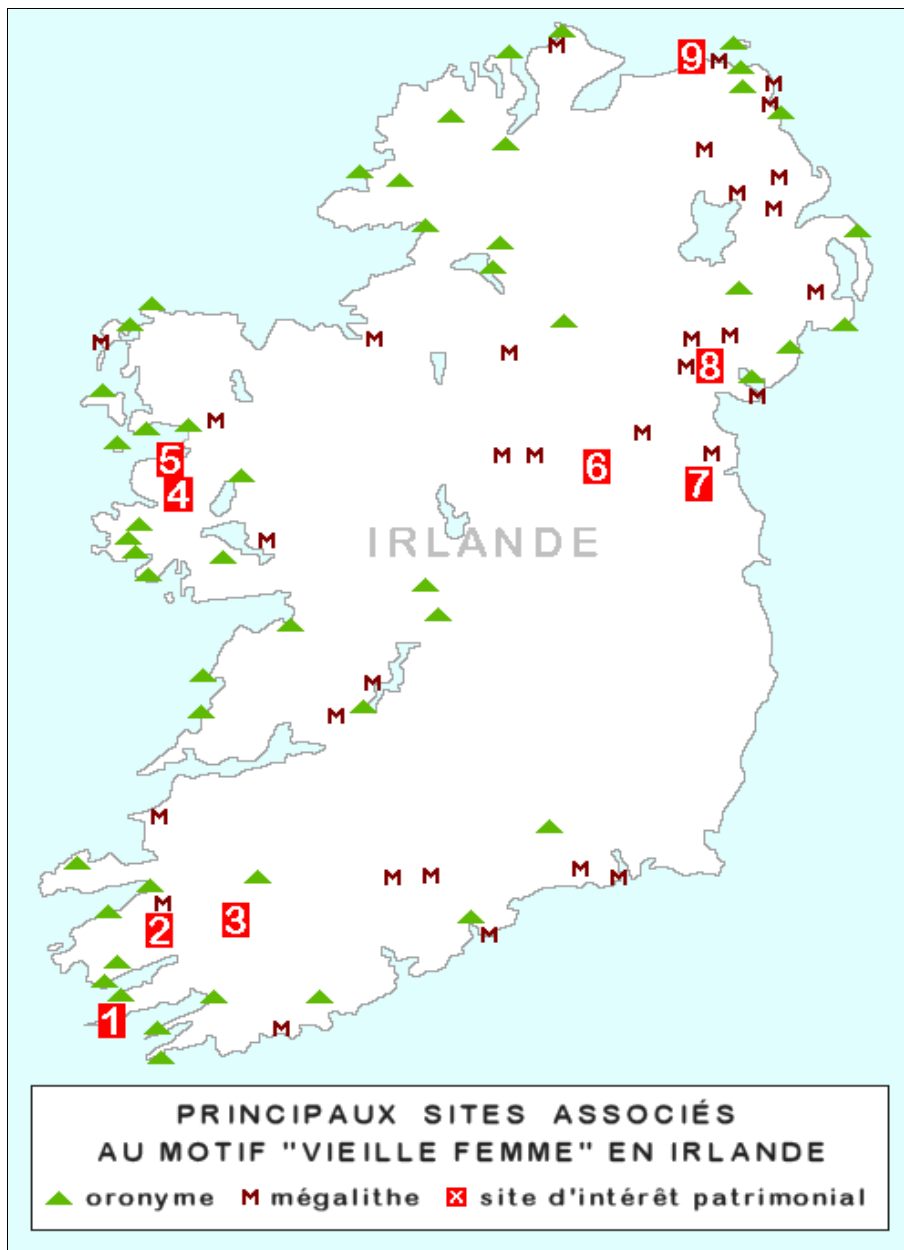 9
8
5
6
4
7
IRLANDE
3
2
1
PRINCIPAUX SITES ASSOCIÉS
AU MOTIF "VIEILLE FEMME" EN IRLANDE
oronyme M mégalithe x site d'intérêt patrimonial